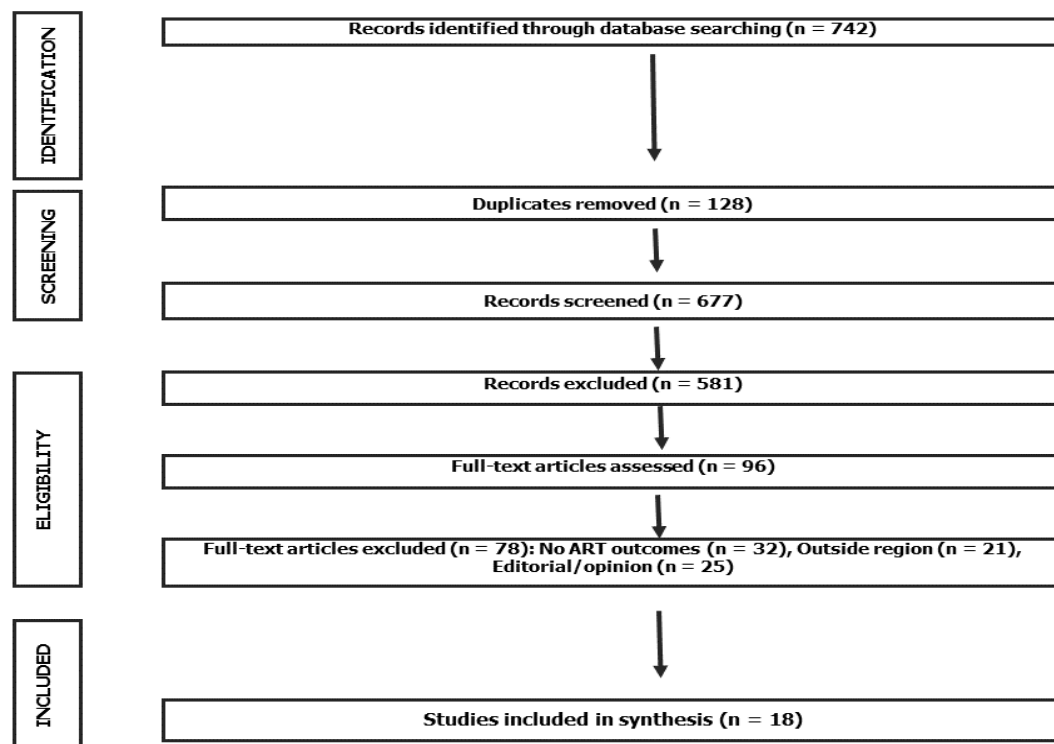 IDENTIFICATION
Records identified through database searching (n = 742)
SCREENING
Duplicates removed (n = 128)
Records screened (n = 677)
ELIGIBILITY
Records excluded (n = 581)
Full-text articles assessed (n = 96)
Full-text articles excluded (n = 78): No ART outcomes (n = 32), Outside region (n = 21),
Editorial/opinion (n = 25)
INCLUDED
Studies included in synthesis (n = 18)